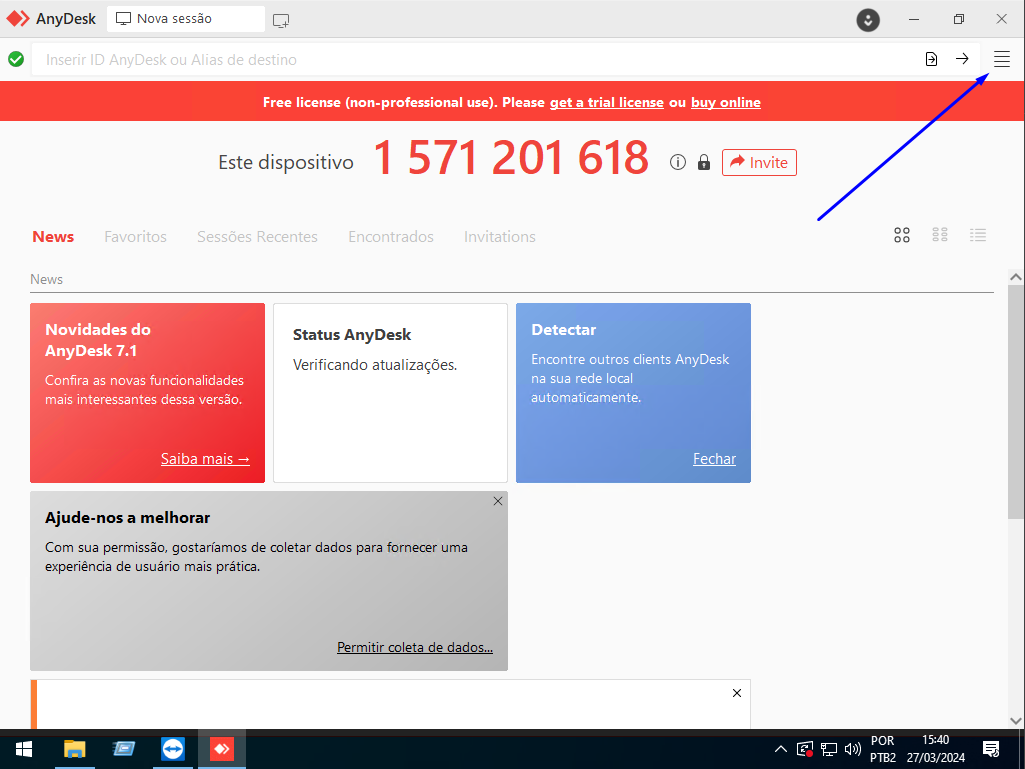 AnyDesk
Nova sessão
Inserir ID AnyDesk ou Alias de destino
Free license (non-professional use). Please get a trial license ou buy online
Este dispositivo
1 571 201 618
Invite
News
Favoritos
Sessões Recentes
Encontrados
Invitations
News
Novidades do
AnyDesk 7.1
Confira as novas funcionalidades
mais interessantes dessa versão.
Saiba mais →
Status AnyDesk
Verificando atualizações.
Detectar
Encontre outros clients AnyDesk
na sua rede local
automaticamente.
Fechar
Ajude-nos a melhorar
Com sua permissão, gostaríamos de coletar dados para fornecer uma
experiência de usuário mais prática.
Permitir coleta de dados...
POR
PTB2
15:40
27/03/2024